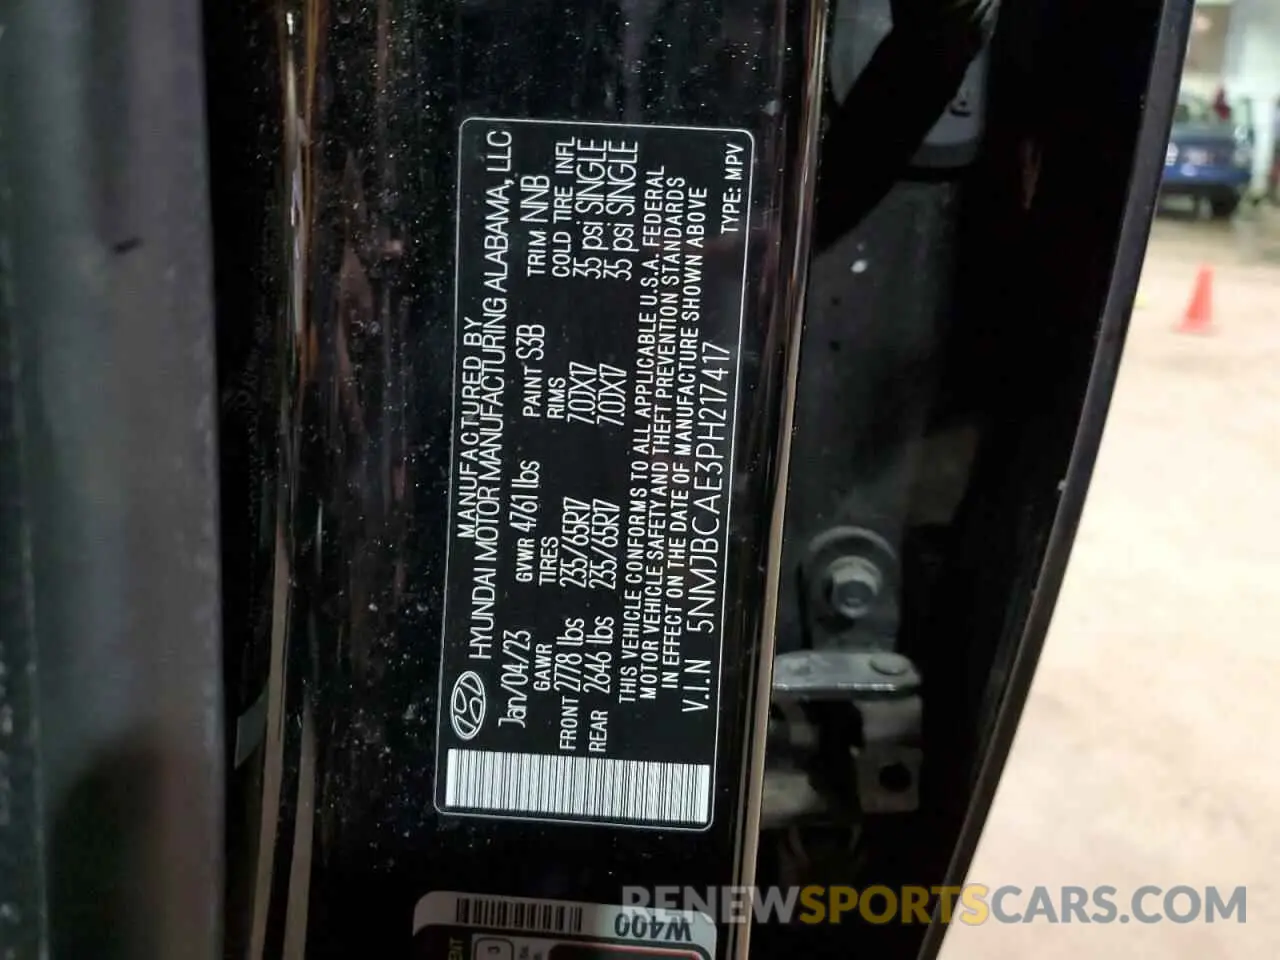 MANUFACTURED BY
HYUNDAI MOTOR MANUFACTURING ALABAMA, LLC
Jan/04/23 GVWR 4761 lbs PAINT S3B TRIM NNB
GAWR TIRES RIMS COLD TIRE INFL
FRONT 2778 lbs 235/65R17 7.0JX17 35 psi SINGLE
REAR 2646 lbs 235/65R17 7.0JX17 35 psi SINGLE
THIS VEHICLE CONFORMS TO ALL APPLICABLE U.S.A. FEDERAL
MOTOR VEHICLE SAFETY AND THEFT PREVENTION STANDARDS
IN EFFECT ON THE DATE OF MANUFACTURE SHOWN ABOVE
V.I.N 5NMJBCAE3PH217417 TYPE: MPV
W400
RENEWSPORTSCARS.COM